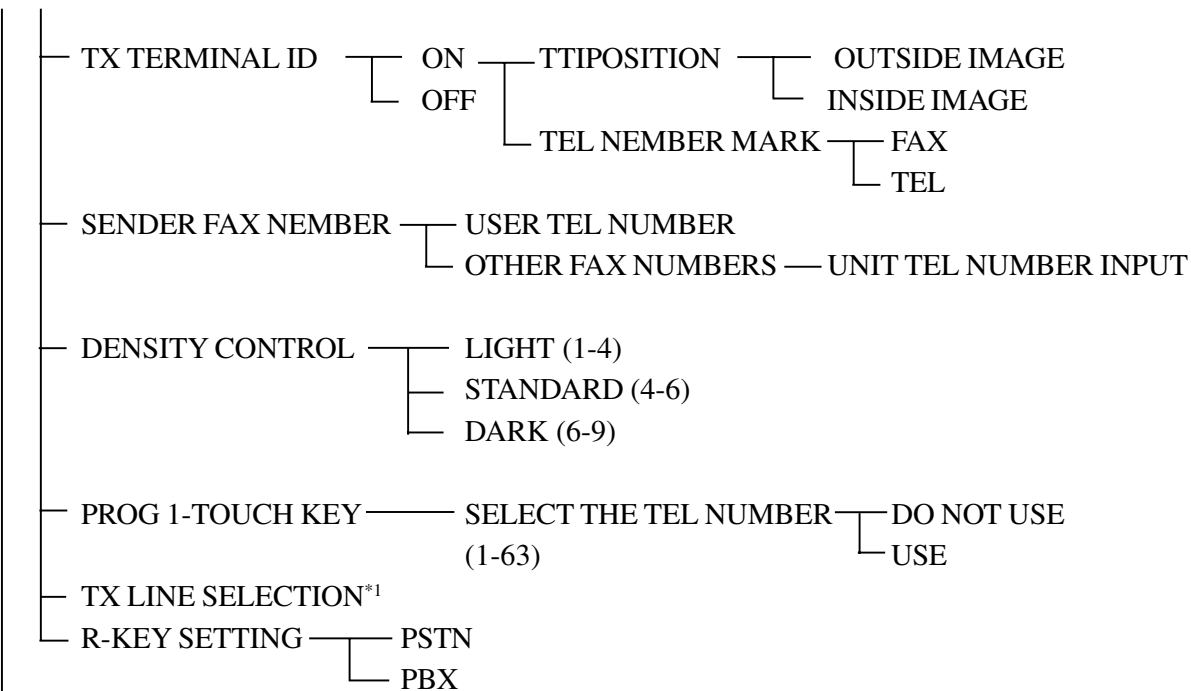 TX TERMINAL ID ON TTIPOSITION OUTSIDE IMAGE
OFF INSIDE IMAGE
TEL NEMBER MARK FAX
TEL
SENDER FAX NEMBER USER TEL NUMBER
OTHER FAX NUMBERS UNIT TEL NUMBER INPUT
DENSITY CONTROL LIGHT (1-4)
STANDARD (4-6)
DARK (6-9)
PROG 1-TOUCH KEY SELECT THE TEL NUMBER DO NOT USE
(1-63) USE
TX LINE SELECTION*1
R-KEY SETTING PSTN
PBX